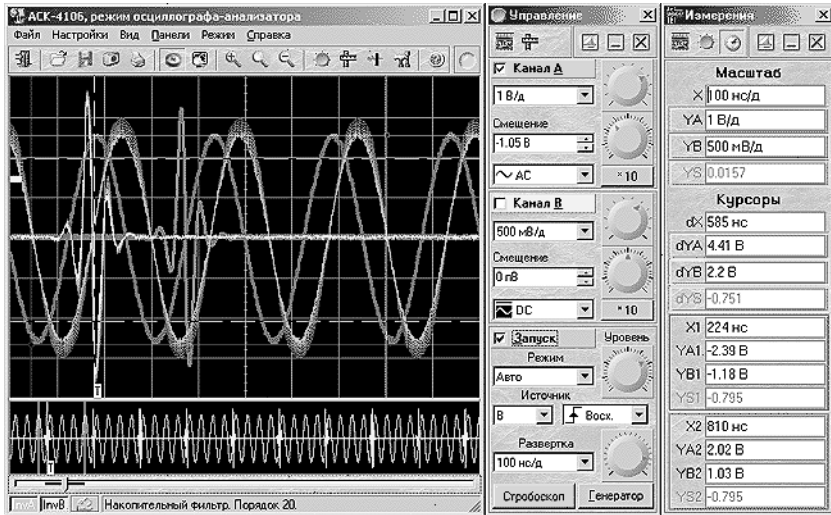 АСК-4106, режим осциллографа-анализатора
Файл Настройки Вид Панели Режим Справка
Накопительный фильтр. Порядок 20.
InvA InvB
Управление
Канал А
1 В/д
Смещение
-1.05 В
AC
*10
Канал В
500 мВ/д
Смещение
0 пВ
DC
*10
Запуск
Уровень
Режим
Авто
Источник
В
Восх.
Развертка
100 нс/д
Стробоскоп
Генератор
Измерения
Масштаб
X 100 нс/д
YA 1 В/д
YB 500 мВ/д
YS 0.0157
Курсоры
dX 585 нс
dYA 4.41 В
dYB 2.2 В
dYS -0.751
X1 224 нс
YA1 -2.39 В
YB1 -1.18 В
YS1 -0.795
X2 810 нс
YA2 2.02 В
YB2 1.03 В
YS2 -0.795